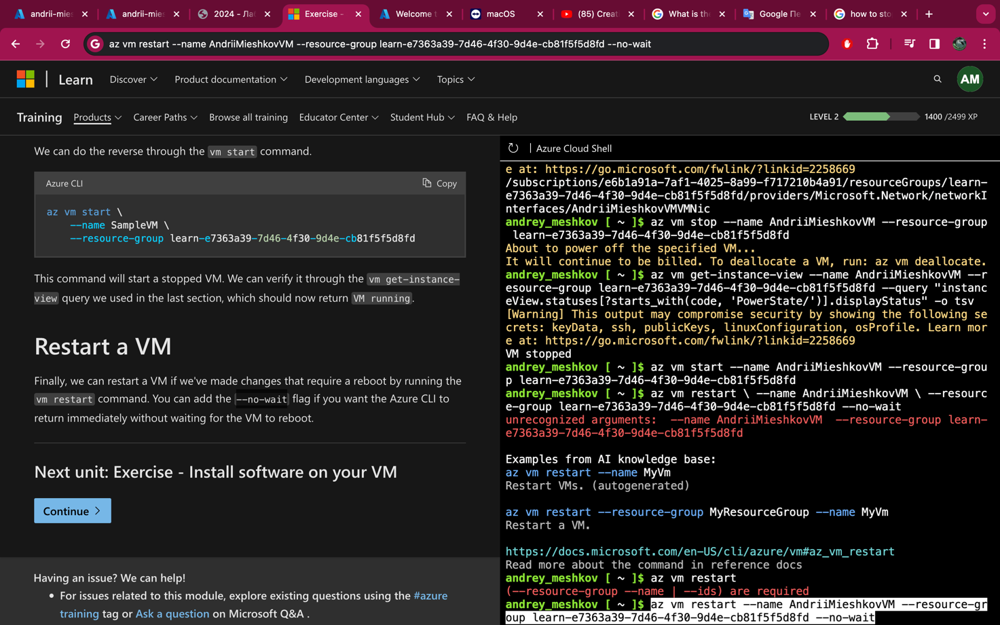 andrii-mies
andrii-mies
2024 - Лаб
Exercise -
Welcome t
macOS
(85) Creati
What is the
Google Пе
how to sto
az vm restart --name AndriiMieshkovVM --resource-group learn-e7363a39-7d46-4f30-9d4e-cb81f5f5d8fd --no-wait
Learn
Discover
Product documentation
Development languages
Topics
AM
Training
Products
Career Paths
Browse all training
Educator Center
Student Hub
FAQ & Help
LEVEL 2
1400 /2499 XP
We can do the reverse through the vm start command.
Azure CLI
Copy
az vm start \
--name SampleVM \
--resource-group learn-e7363a39-7d46-4f30-9d4e-cb81f5f5d8fd
This command will start a stopped VM. We can verify it through the vm get-instance-
view query we used in the last section, which should now return VM running.
Restart a VM
Finally, we can restart a VM if we've made changes that require a reboot by running the
vm restart command. You can add the --no-wait flag if you want the Azure CLI to
return immediately without waiting for the VM to reboot.
Next unit: Exercise - Install software on your VM
Continue
Having an issue? We can help!
• For issues related to this module, explore existing questions using the #azure
training tag or Ask a question on Microsoft Q&A .
Azure Cloud Shell
e at: https://go.microsoft.com/fwlink/?linkid=2258669
/subscriptions/e6b1a91a-7af1-4025-8a99-f717210b4a91/resourceGroups/learn-
e7363a39-7d46-4f30-9d4e-cb81f5f5d8fd/providers/Microsoft.Network/networkI
nterfaces/AndriiMieshkovVMVMNic
andrey_meshkov [ ~ ]$ az vm stop --name AndriiMieshkovVM --resource-group
learn-e7363a39-7d46-4f30-9d4e-cb81f5f5d8fd
About to power off the specified VM...
It will continue to be billed. To deallocate a VM, run: az vm deallocate.
andrey_meshkov [ ~ ]$ az vm get-instance-view --name AndriiMieshkovVM --r
esource-group learn-e7363a39-7d46-4f30-9d4e-cb81f5f5d8fd --query "instanc
eView.statuses[?starts_with(code, 'PowerState/')].displayStatus" -o tsv
[Warning] This output may compromise security by showing the following se
crets: keyData, ssh, publicKeys, linuxConfiguration, osProfile. Learn mor
e at: https://go.microsoft.com/fwlink/?linkid=2258669
VM stopped
andrey_meshkov [ ~ ]$ az vm start --name AndriiMieshkovVM --resource-grou
p learn-e7363a39-7d46-4f30-9d4e-cb81f5f5d8fd
andrey_meshkov [ ~ ]$ az vm restart \ --name AndriiMieshkovVM \ --resourc
e-group learn-e7363a39-7d46-4f30-9d4e-cb81f5f5d8fd --no-wait
unrecognized arguments:  --name AndriiMieshkovVM  --resource-group learn-
e7363a39-7d46-4f30-9d4e-cb81f5f5d8fd
Examples from AI knowledge base:
az vm restart --name MyVm
Restart VMs. (autogenerated)
az vm restart --resource-group MyResourceGroup --name MyVm
Restart a VM.
https://docs.microsoft.com/en-US/cli/azure/vm#az_vm_restart
Read more about the command in reference docs
andrey_meshkov [ ~ ]$ az vm restart
(--resource-group --name | --ids) are required
andrey_meshkov [ ~ ]$ az vm restart --name AndriiMieshkovVM --resource-gr
oup learn-e7363a39-7d46-4f30-9d4e-cb81f5f5d8fd --no-wait